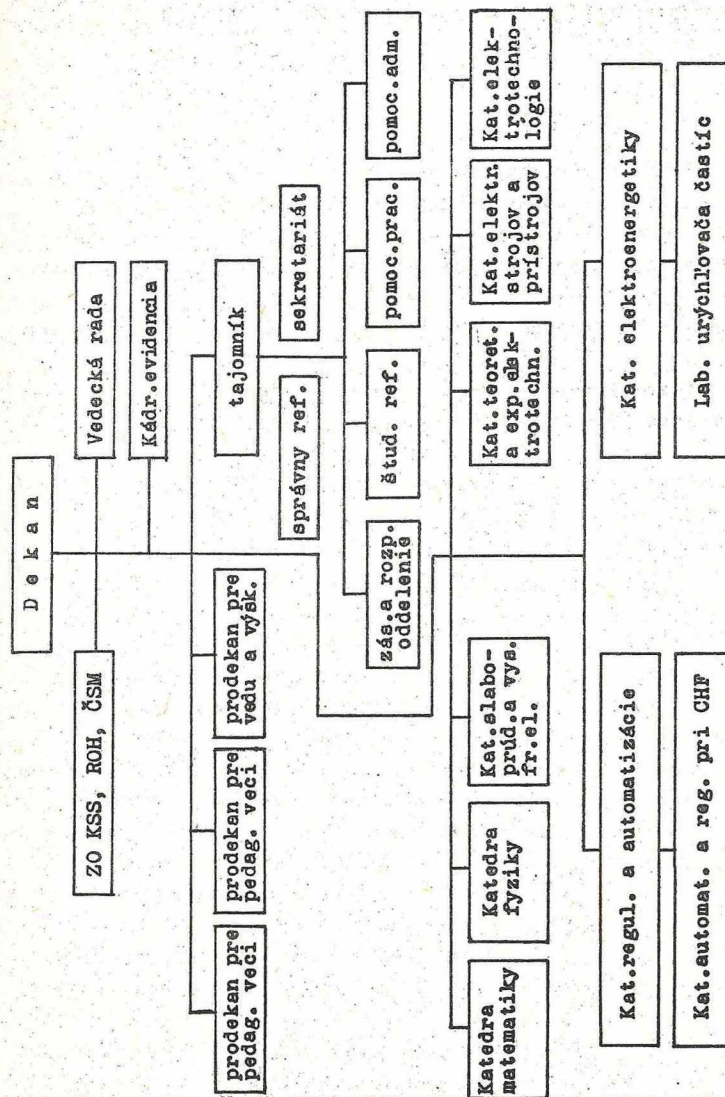 D e k a n
ZO KSS, ROH, ČSM
Vedecká rada
Kádr.evidencia
prodekan pre
pedag. veci
prodekan pre
pedag. veci
prodekan pre
vedu a výsk.
tajomník
správny ref.
sekretariát
zás.a rozp.
oddelenie
štud. ref.
pomoc.prac.
pomoc.adm.
Katedra
matematiky
Katedra
fyziky
Kat.slabo-
prúd.a vys.
fr.el.
Kat.teoret.
a exp.elek-
trotechn.
Kat.elektr.
strojov a
prístrojov
Kat.elek-
trotechno-
lógie
Kat.regul. a automatizácie
Kat. elektroenergetiky
Kat.automat. a reg. pri CHF
Lab. urýchľovača častíc